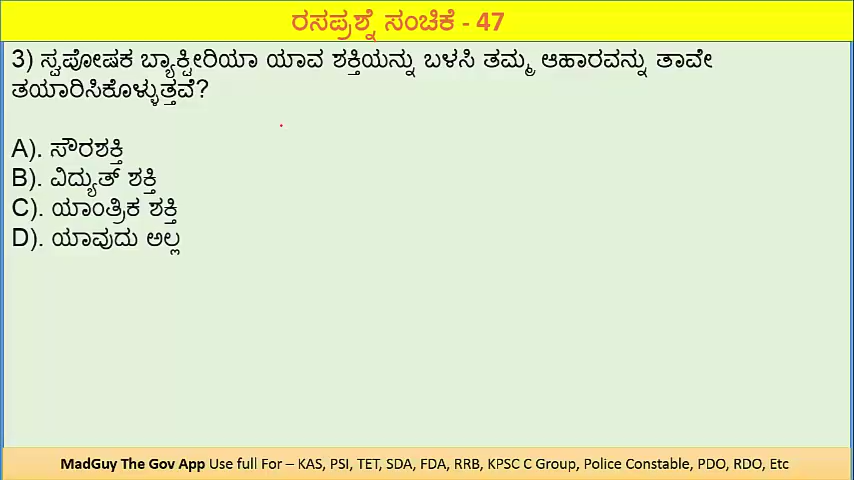 ರಸಪ್ರಶ್ನೆ ಸಂಚಿಕೆ - 47
3) ಸ್ವಪೋಷಕ ಬ್ಯಾಕ್ಟೀರಿಯಾ ಯಾವ ಶಕ್ತಿಯನ್ನು ಬಳಸಿ ತಮ್ಮ ಆಹಾರವನ್ನು ತಾವೇ
ತಯಾರಿಸಿಕೊಳ್ಳುತ್ತವೆ?
A). ಸೌರಶಕ್ತಿ
B). ವಿದ್ಯುತ್ ಶಕ್ತಿ
C). ಯಾಂತ್ರಿಕ ಶಕ್ತಿ
D). ಯಾವುದು ಅಲ್ಲ
MadGuy The Gov App Use full For – KAS, PSI, TET, SDA, FDA, RRB, KPSC C Group, Police Constable, PDO, RDO, Etc